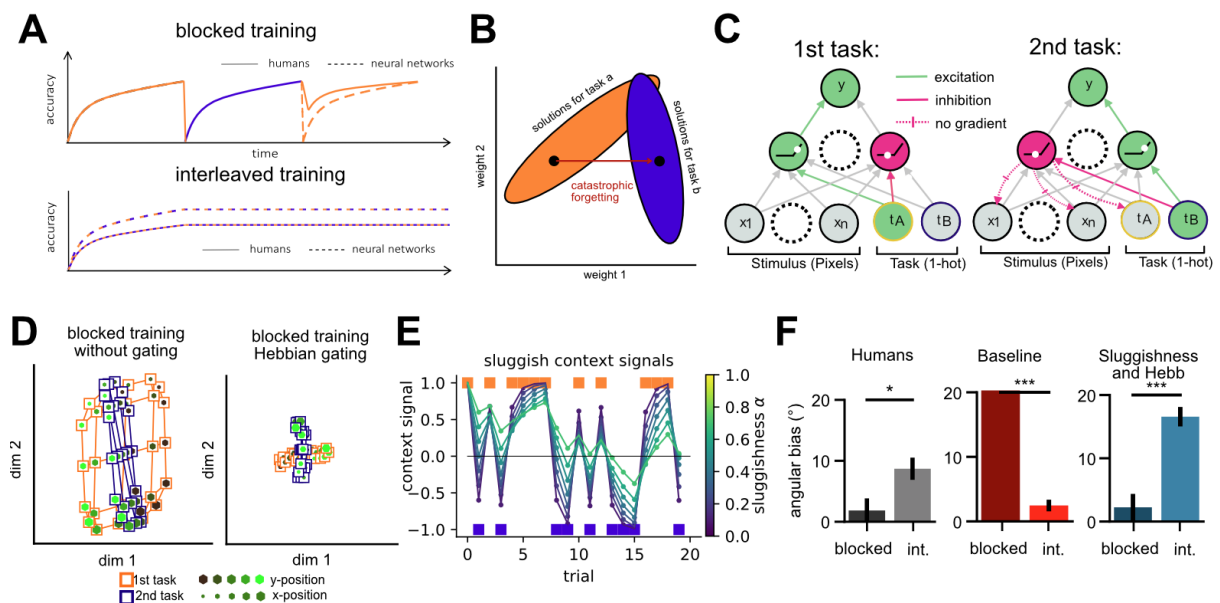 A
blocked training
humans
neural networks
accuracy
time
interleaved training
accuracy
humans
neural networks
B
solutions for task a
solutions for task b
catastrophic
forgetting
weight 2
weight 1
C
1st task:
2nd task:
excitation
inhibition
no gradient
y
y
x1
xn
tA
tB
x1
xn
tA
tB
Stimulus (Pixels)
Task (1-hot)
Stimulus (Pixels)
Task (1-hot)
D
blocked training
without gating
blocked training
Hebbian gating
dim 2
dim 2
dim 1
dim 1
1st task
2nd task
y-position
x-position
E
sluggish context signals
context signal
1.0
0.5
0.0
−0.5
−1.0
0
5
10
15
20
trial
1.0
0.8
0.6
0.4
0.2
0.0
sluggishness α
F
Humans
Baseline
Sluggishness
and Hebb
*
***
***
angular bias (°)
20
10
0
20
10
0
20
10
0
blocked
int.
blocked
int.
blocked
int.